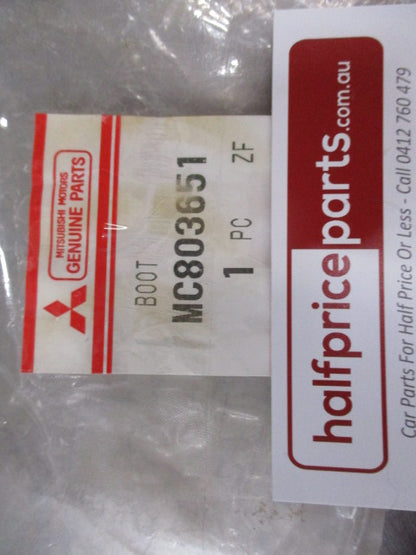 MITSUBISHI MOTORS
GENUINE PARTS
BOOT
MC803651
1 PC ZF
halfpriceparts.com.au
Car Parts For Half Price Or Less - Call 0412 760 479